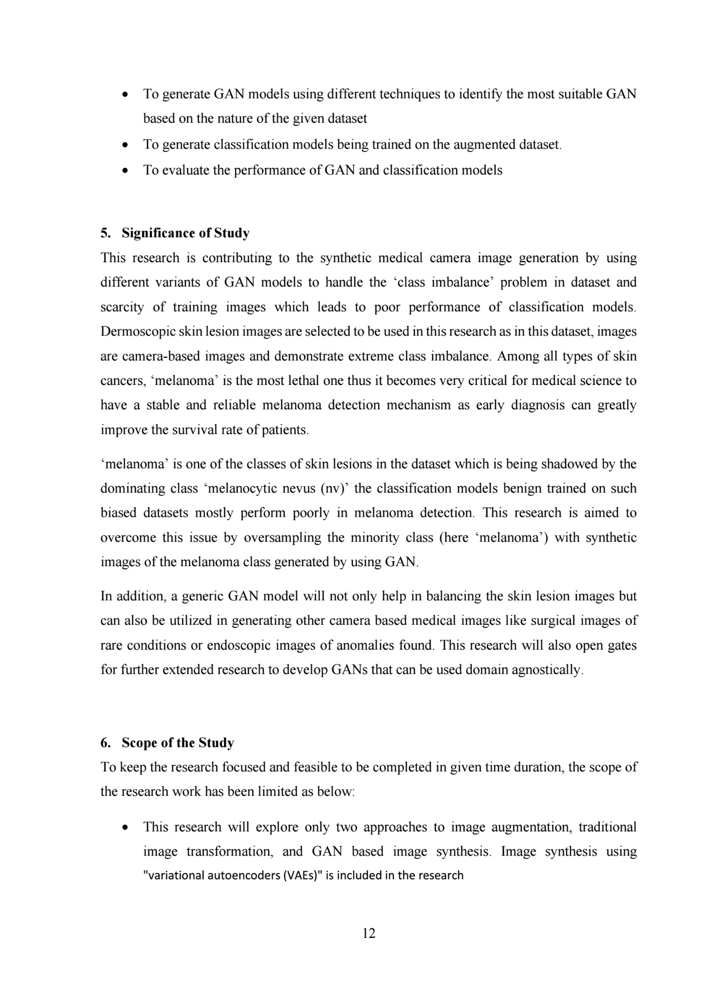 • To generate GAN models using different techniques to identify the most suitable GAN
based on the nature of the given dataset
• To generate classification models being trained on the augmented dataset.
• To evaluate the performance of GAN and classification models
5. Significance of Study
This research is contributing to the synthetic medical camera image generation by using
different variants of GAN models to handle the ‘class imbalance’ problem in dataset and
scarcity of training images which leads to poor performance of classification models.
Dermoscopic skin lesion images are selected to be used in this research as in this dataset, images
are camera-based images and demonstrate extreme class imbalance. Among all types of skin
cancers, ‘melanoma’ is the most lethal one thus it becomes very critical for medical science to
have a stable and reliable melanoma detection mechanism as early diagnosis can greatly
improve the survival rate of patients.
‘melanoma’ is one of the classes of skin lesions in the dataset which is being shadowed by the
dominating class ‘melanocytic nevus (nv)’ the classification models benign trained on such
biased datasets mostly perform poorly in melanoma detection. This research is aimed to
overcome this issue by oversampling the minority class (here ‘melanoma’) with synthetic
images of the melanoma class generated by using GAN.
In addition, a generic GAN model will not only help in balancing the skin lesion images but
can also be utilized in generating other camera based medical images like surgical images of
rare conditions or endoscopic images of anomalies found. This research will also open gates
for further extended research to develop GANs that can be used domain agnostically.
6. Scope of the Study
To keep the research focused and feasible to be completed in given time duration, the scope of
the research work has been limited as below:
• This research will explore only two approaches to image augmentation, traditional
image transformation, and GAN based image synthesis. Image synthesis using
"variational autoencoders (VAEs)" is included in the research
12